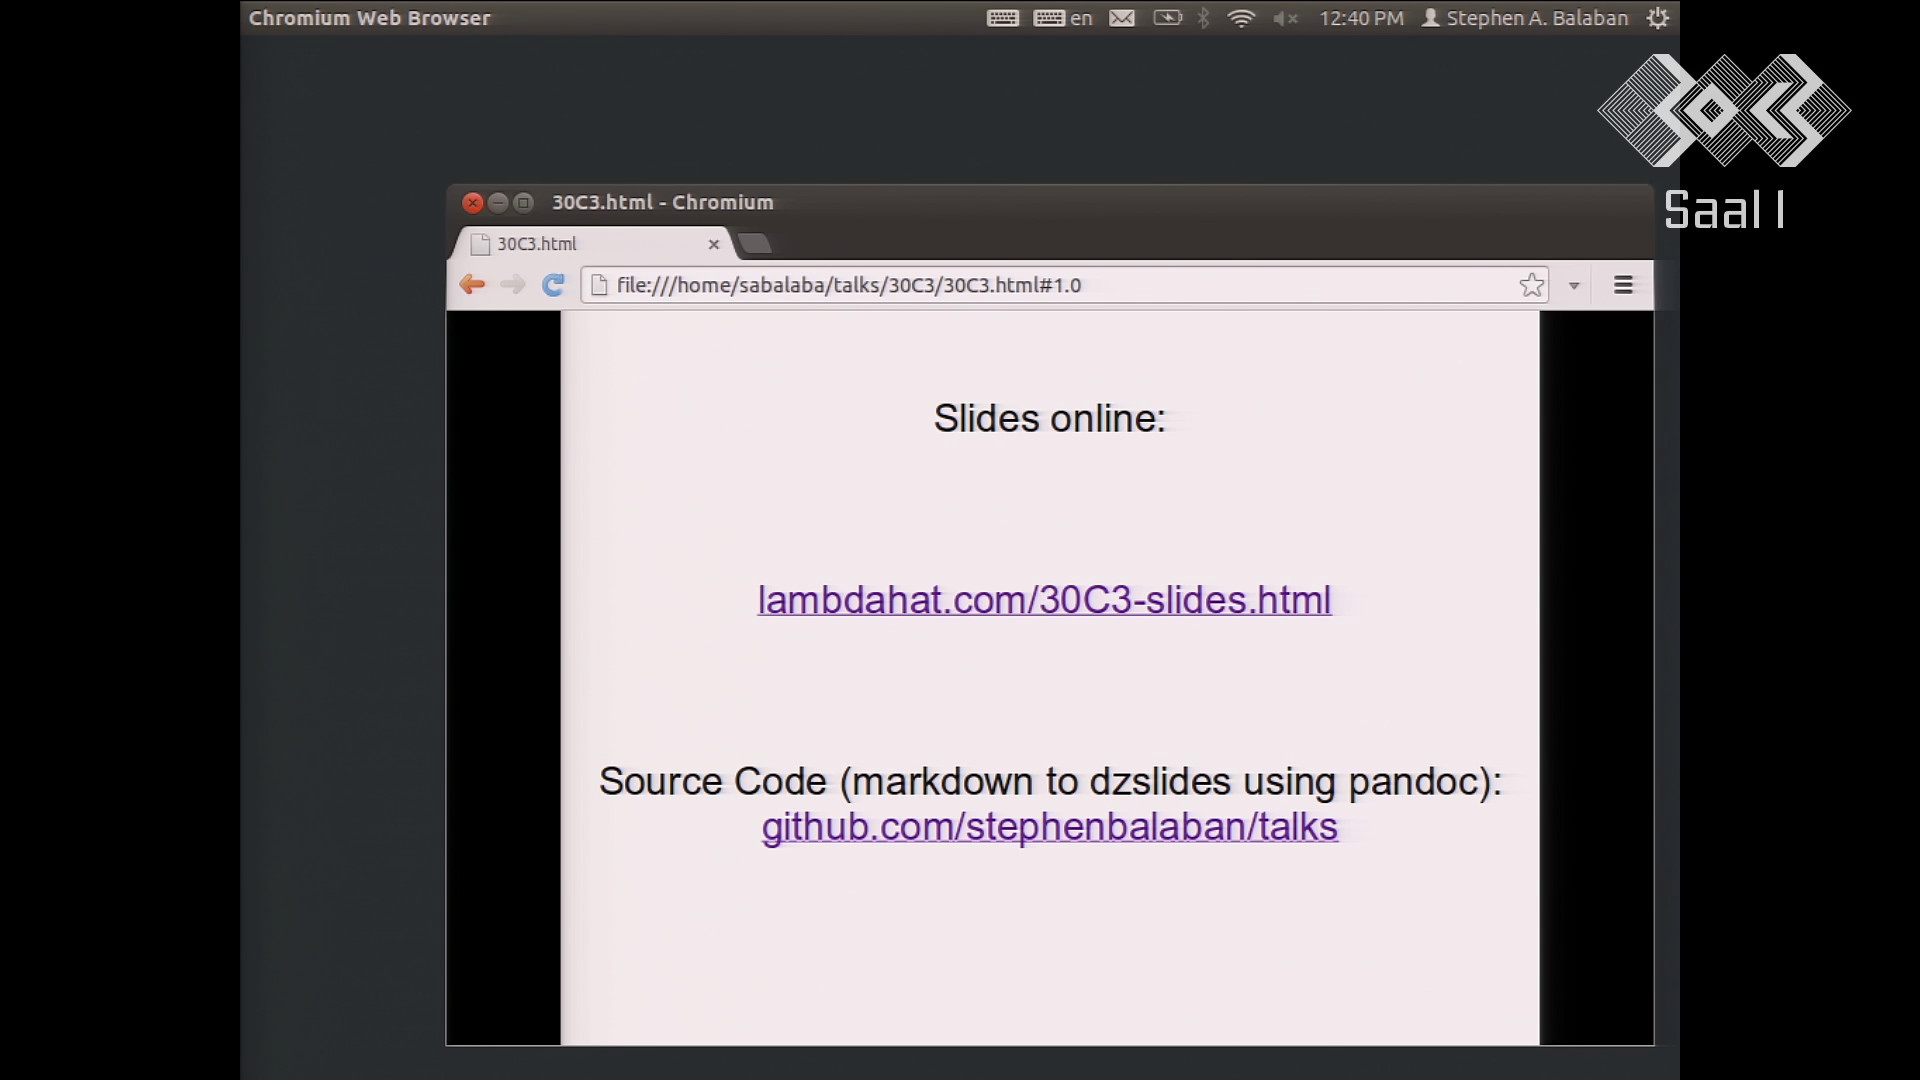 Chromium Web Browser
en
12:40 PM
Stephen A. Balaban
30C3
Saal 1
30C3.html - Chromium
30C3.html
file:///home/sabalaba/talks/30C3/30C3.html#1.0
Slides online:
lambdahat.com/30C3-slides.html
Source Code (markdown to dzslides using pandoc):
github.com/stephenbalaban/talks